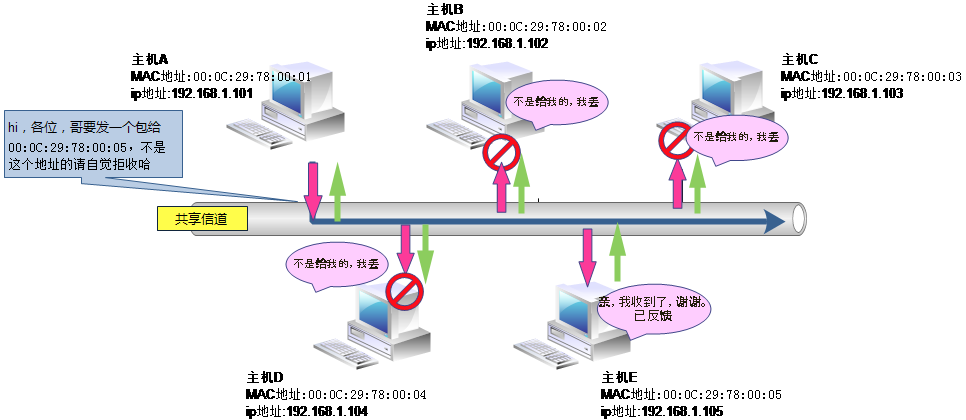 主机B
MAC地址:00:0C:29:78:00:02
ip地址:192.168.1.102
主机A
MAC地址:00:0C:29:78:00:01
ip地址:192.168.1.101
主机C
MAC地址:00:0C:29:78:00:03
ip地址:192.168.1.103
不是给我的，我丢
不是给我的，我丢
hi，各位，哥要发一个包给
00:0C:29:78:00:05，不是
这个地址的请自觉拒收哈
共享信道
不是给我的，我丢
亲，我收到了，谢谢。
已反馈
主机D
MAC地址:00:0C:29:78:00:04
ip地址:192.168.1.104
主机E
MAC地址:00:0C:29:78:00:05
ip地址:192.168.1.105